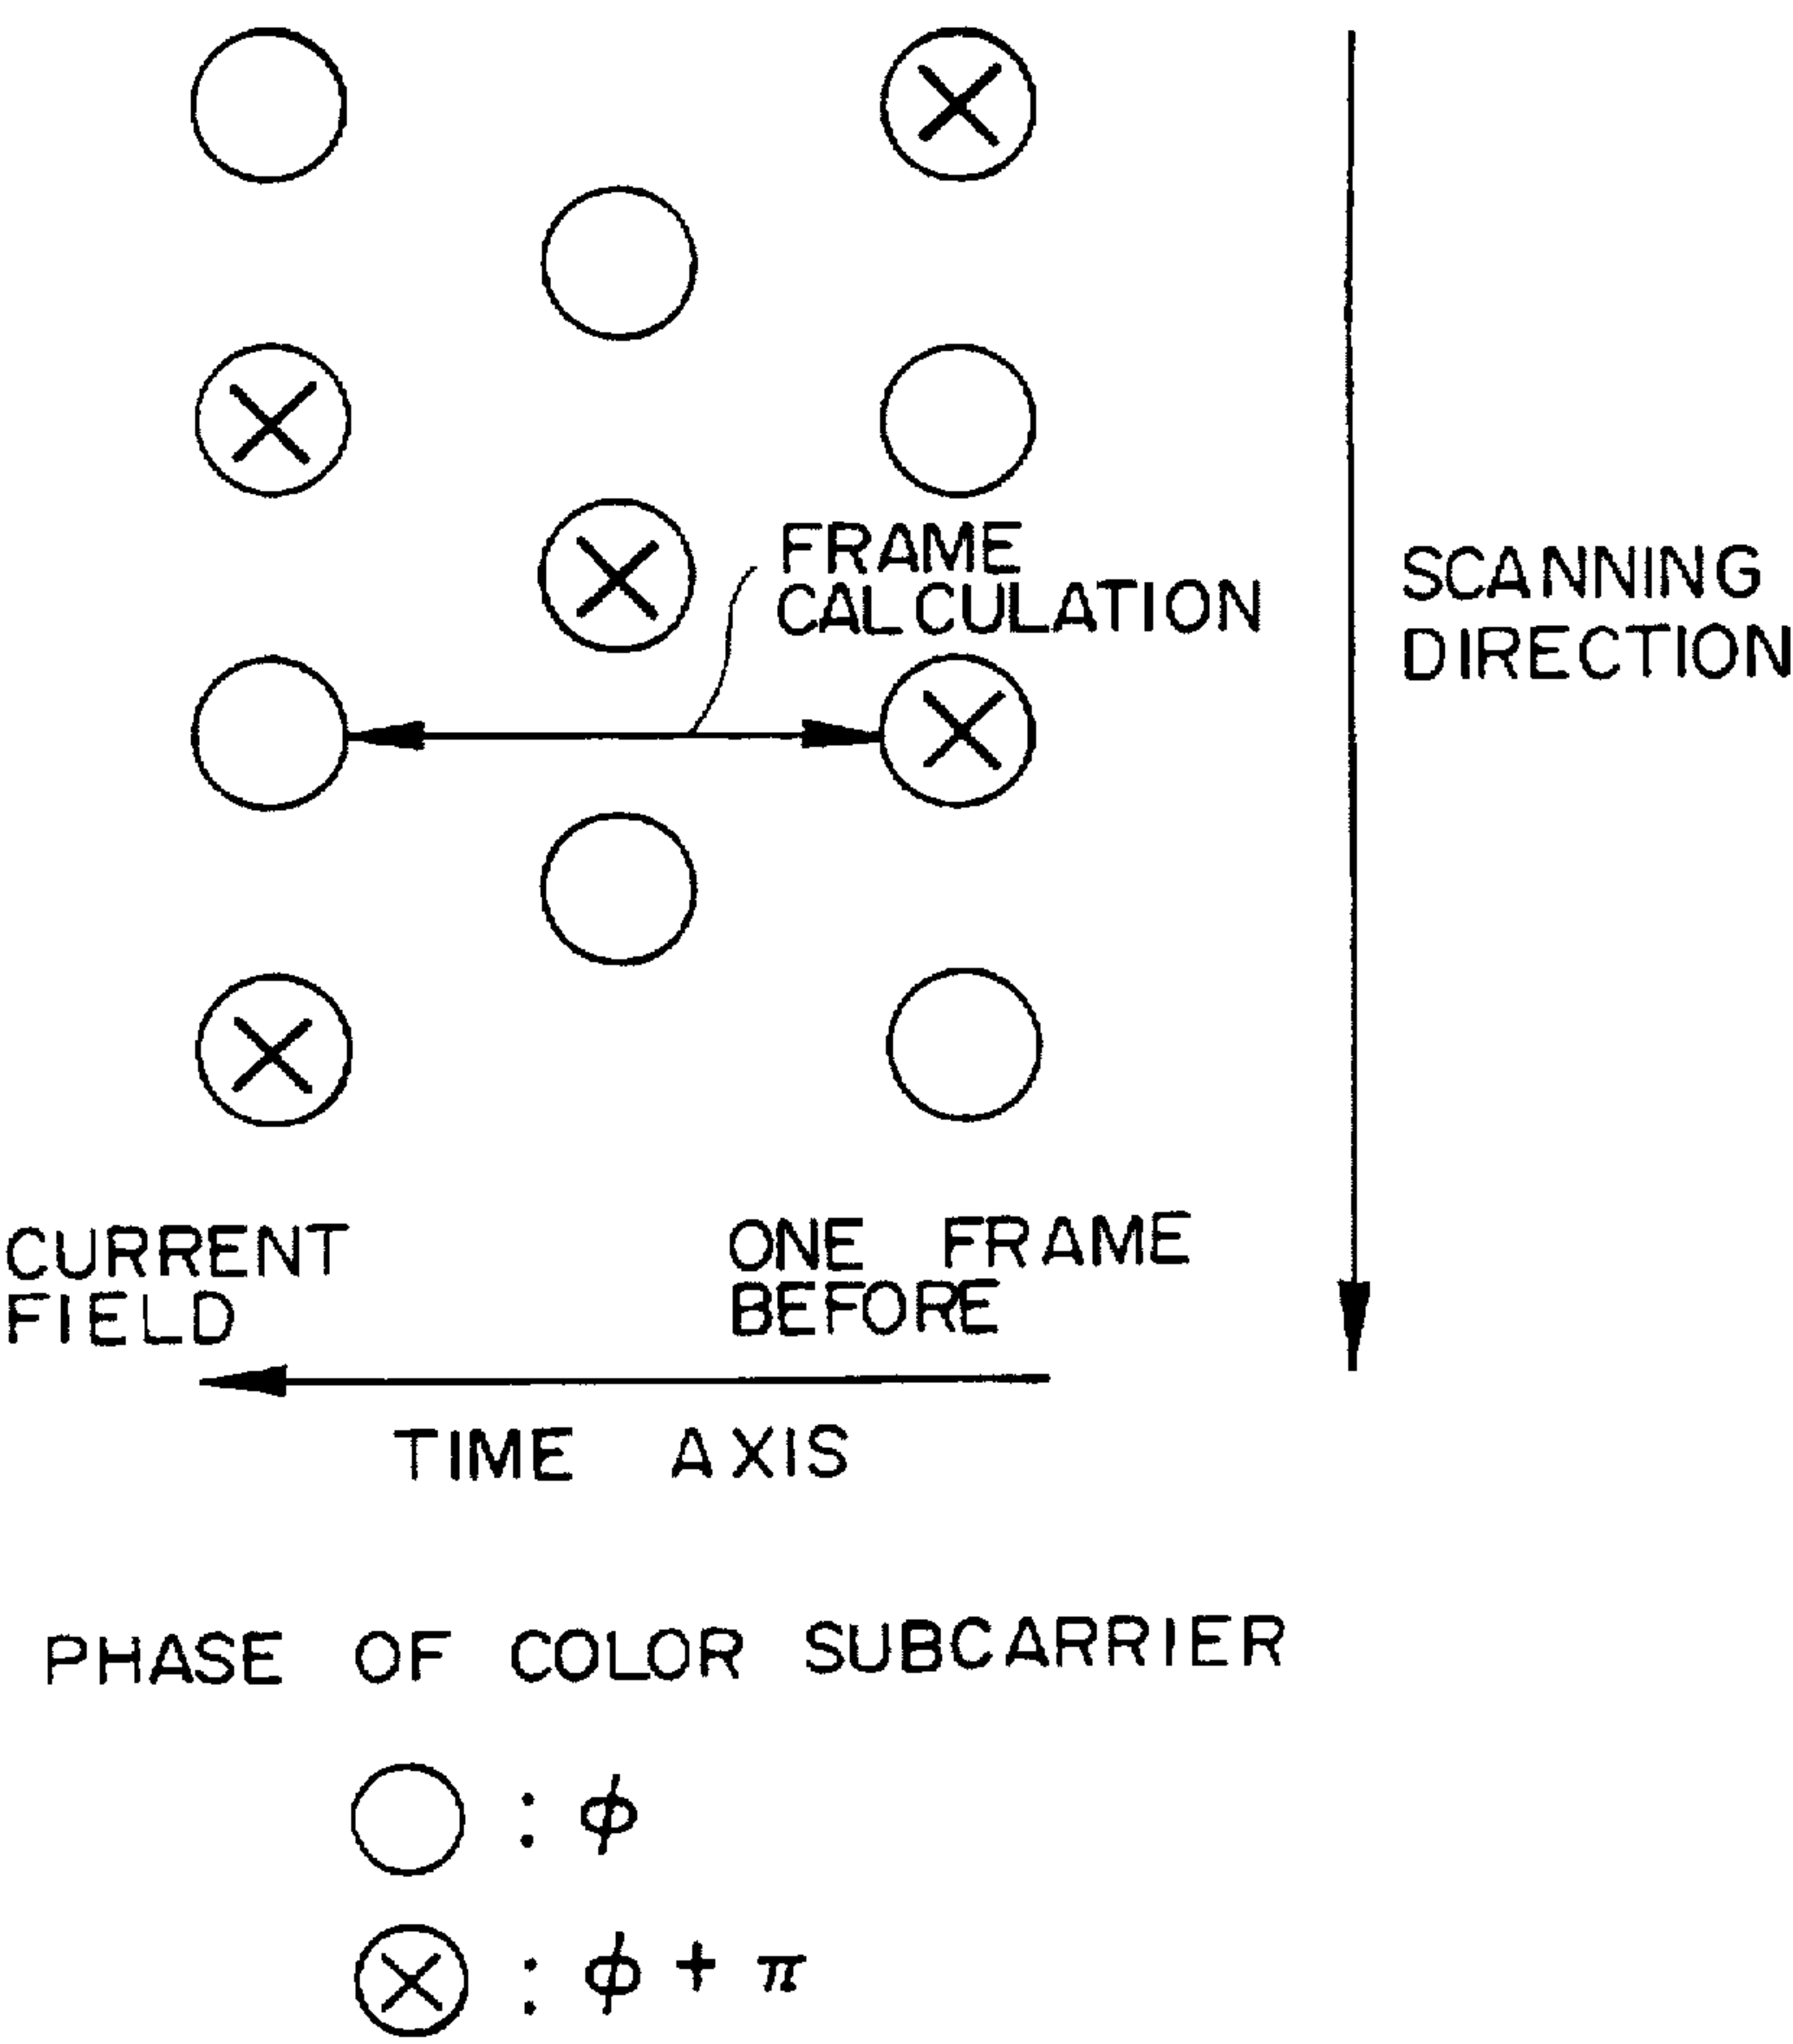 FRAME
CALCULATION
SCANNING
DIRECTION
CURRENT
FIELD
ONE FRAME
BEFORE
TIME AXIS
PHASE OF COLOR SUBCARRIER
: ϕ
: ϕ + π